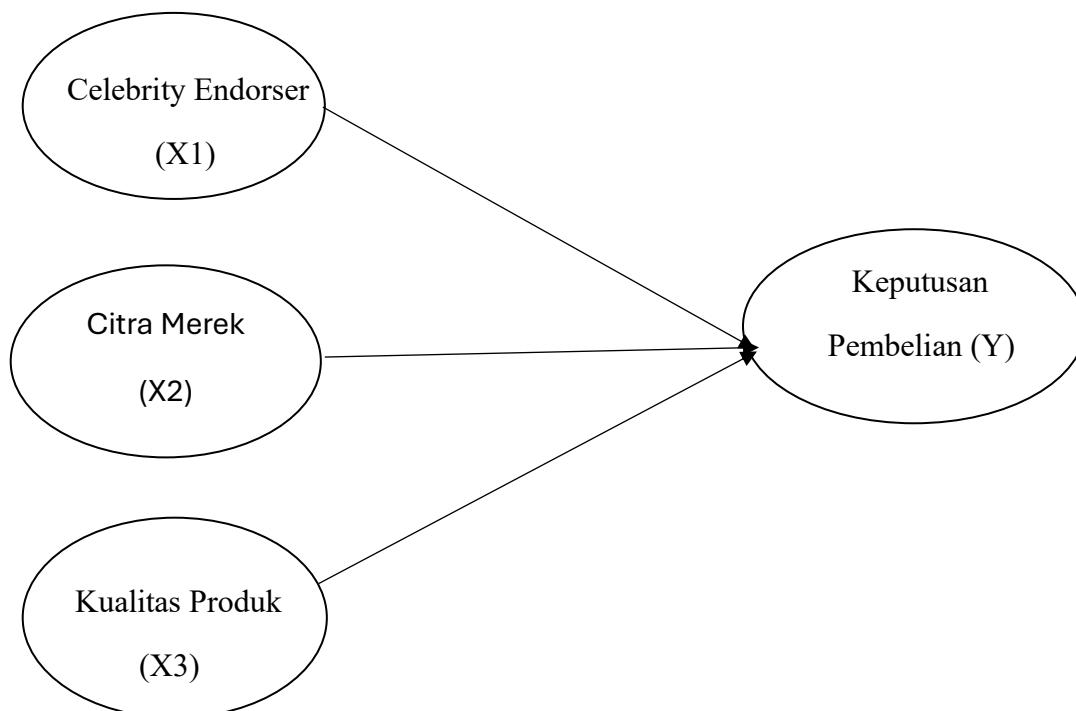 Celebrity Endorser
(X1)
Citra Merek
(X2)
Kualitas Produk
(X3)
Keputusan
Pembelian (Y)